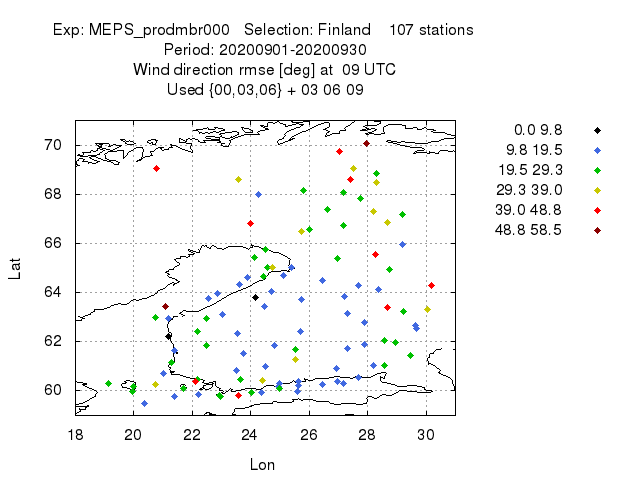 Exp: MEPS_prodmbr000 Selection: Finland 107 stations
Period: 20200901-20200930
Wind direction rmse [deg] at 09 UTC
Used {00,03,06} + 03 06 09
0.0 9.8
9.8 19.5
19.5 29.3
29.3 39.0
39.0 48.8
48.8 58.5
Lat
70
68
66
64
62
60
18 20 22 24 26 28 30
Lon